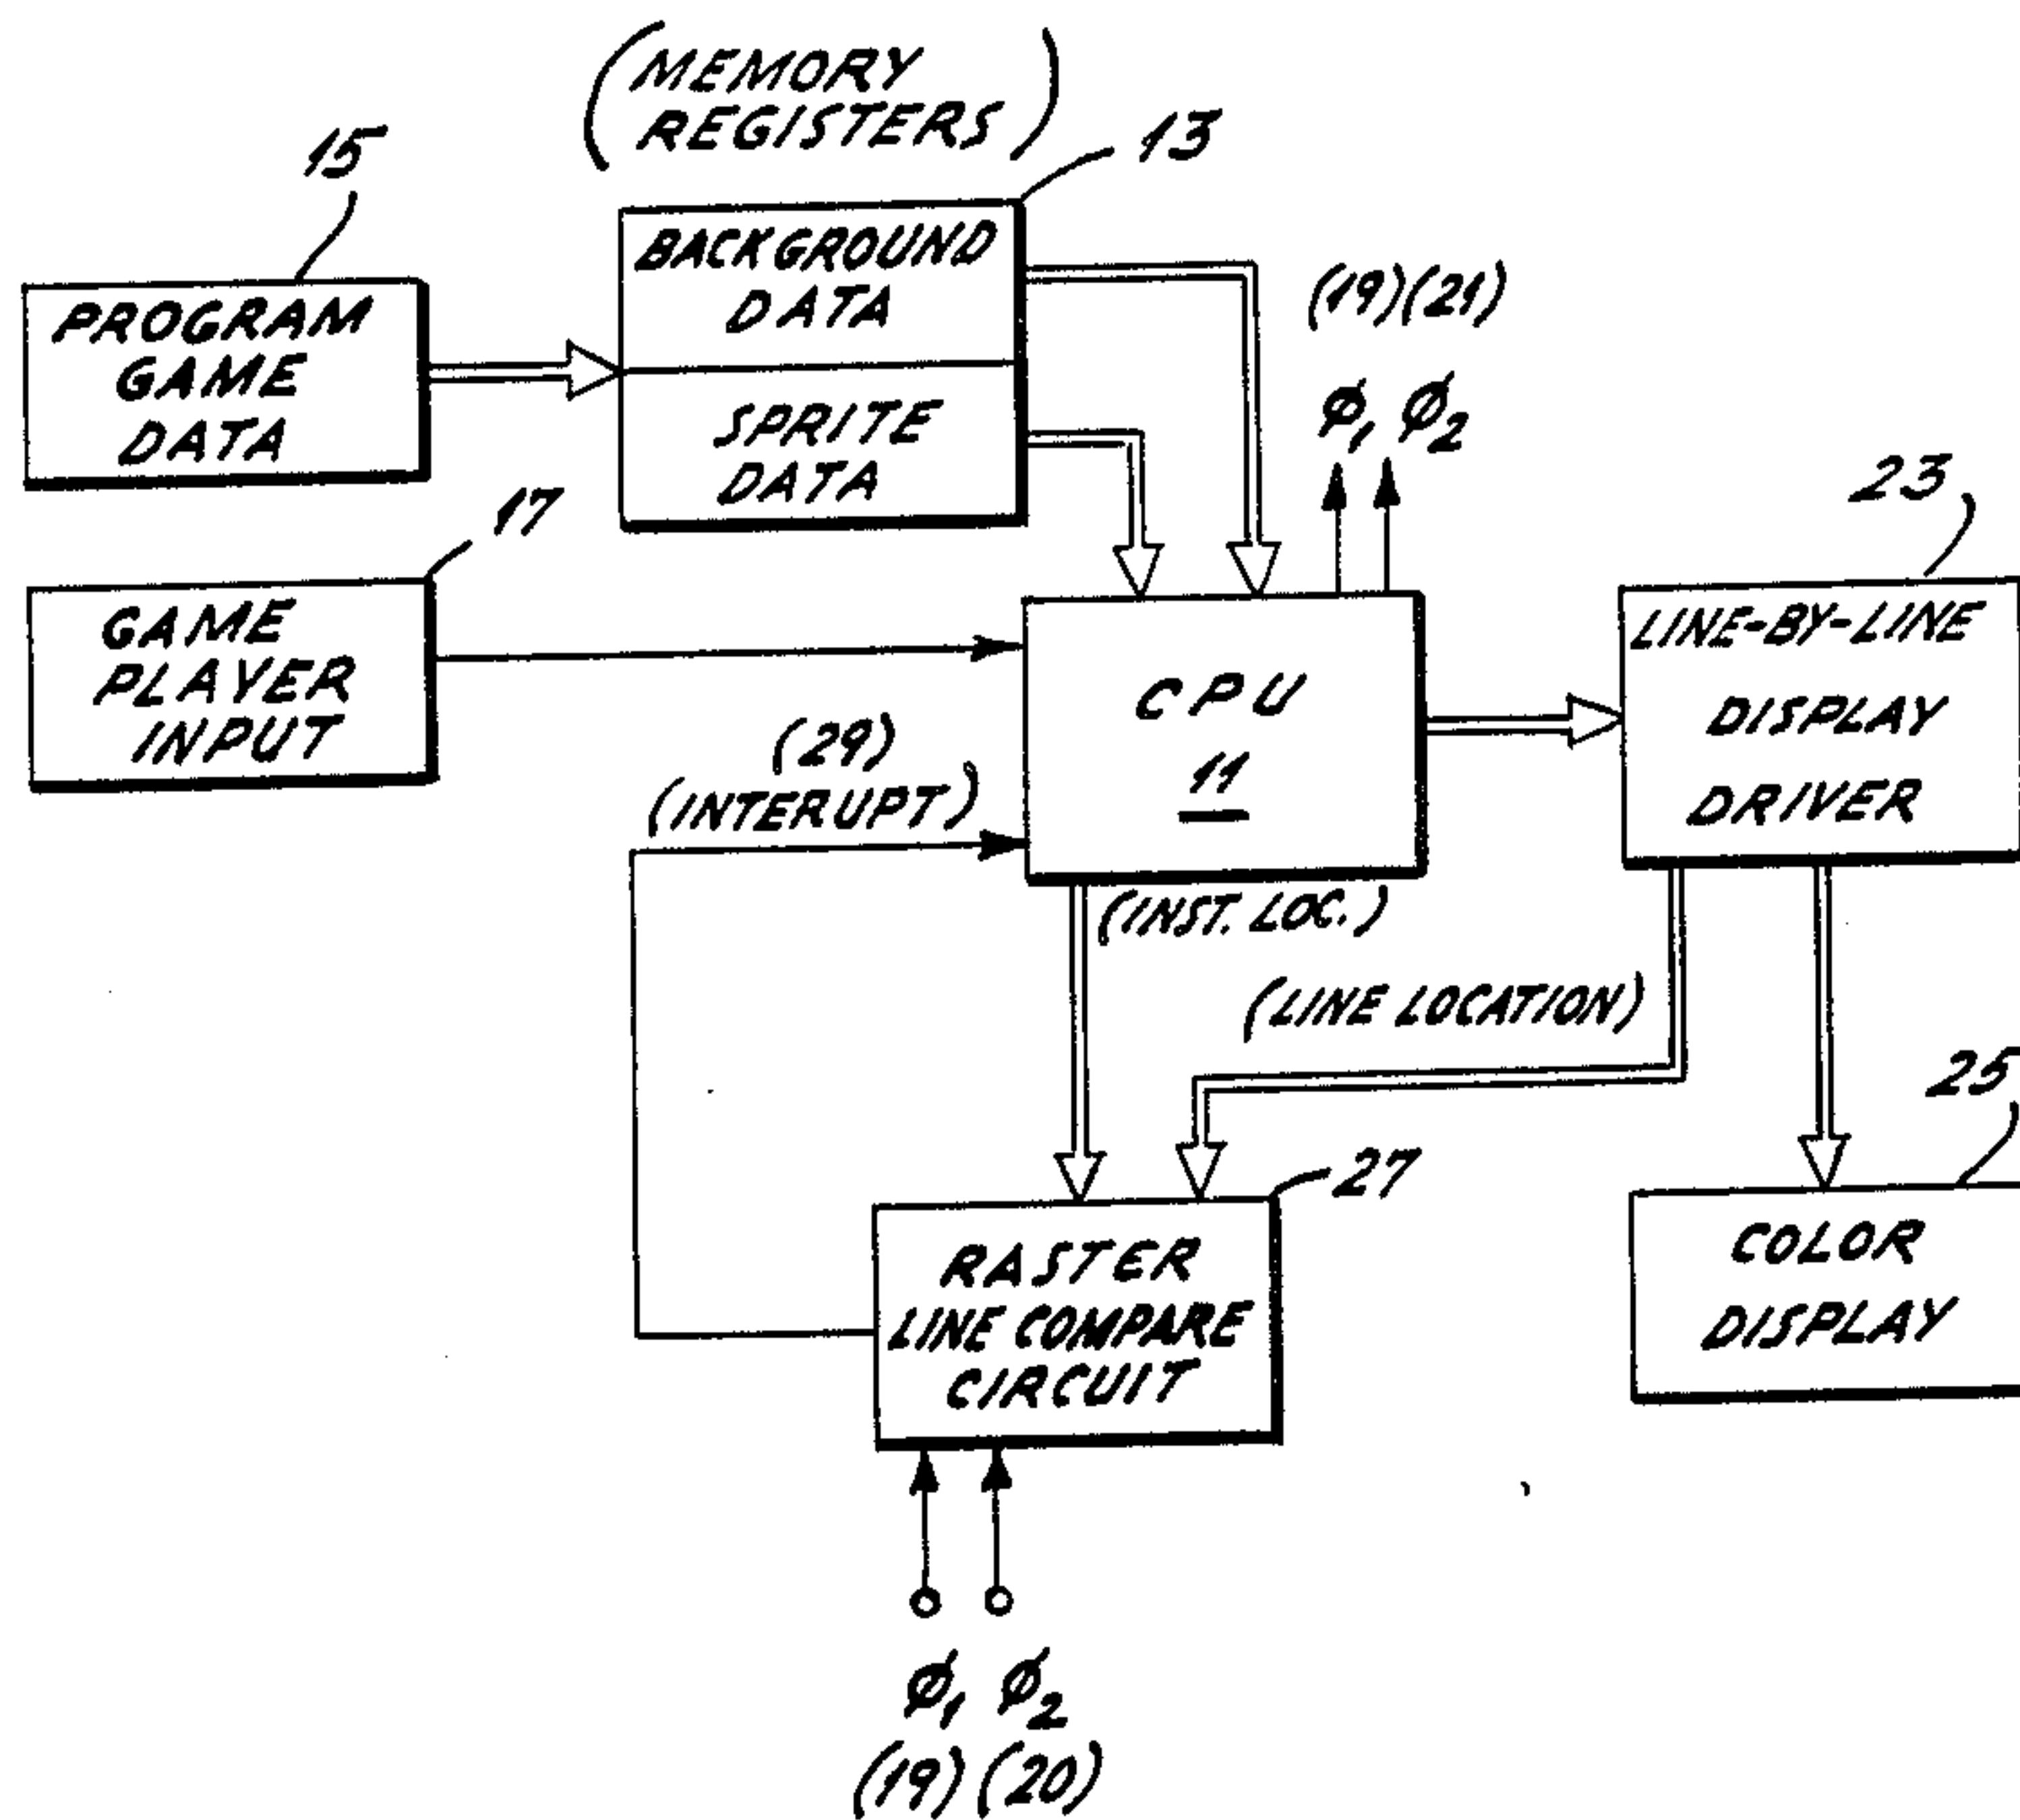 (MEMORY
REGISTERS)
15
13
PROGRAM
GAME
DATA
BACKGROUND
DATA
SPRITE
DATA
(19)(21)
ϕ1 ϕ2
17
GAME
PLAYER
INPUT
23
CPU
11
LINE-BY-LINE
DISPLAY
DRIVER
(29)
(INTERUPT)
(INST. LOC.)
(LINE LOCATION)
27
25
RASTER
LINE COMPARE
CIRCUIT
COLOR
DISPLAY
ϕ1 ϕ2
(19)(20)